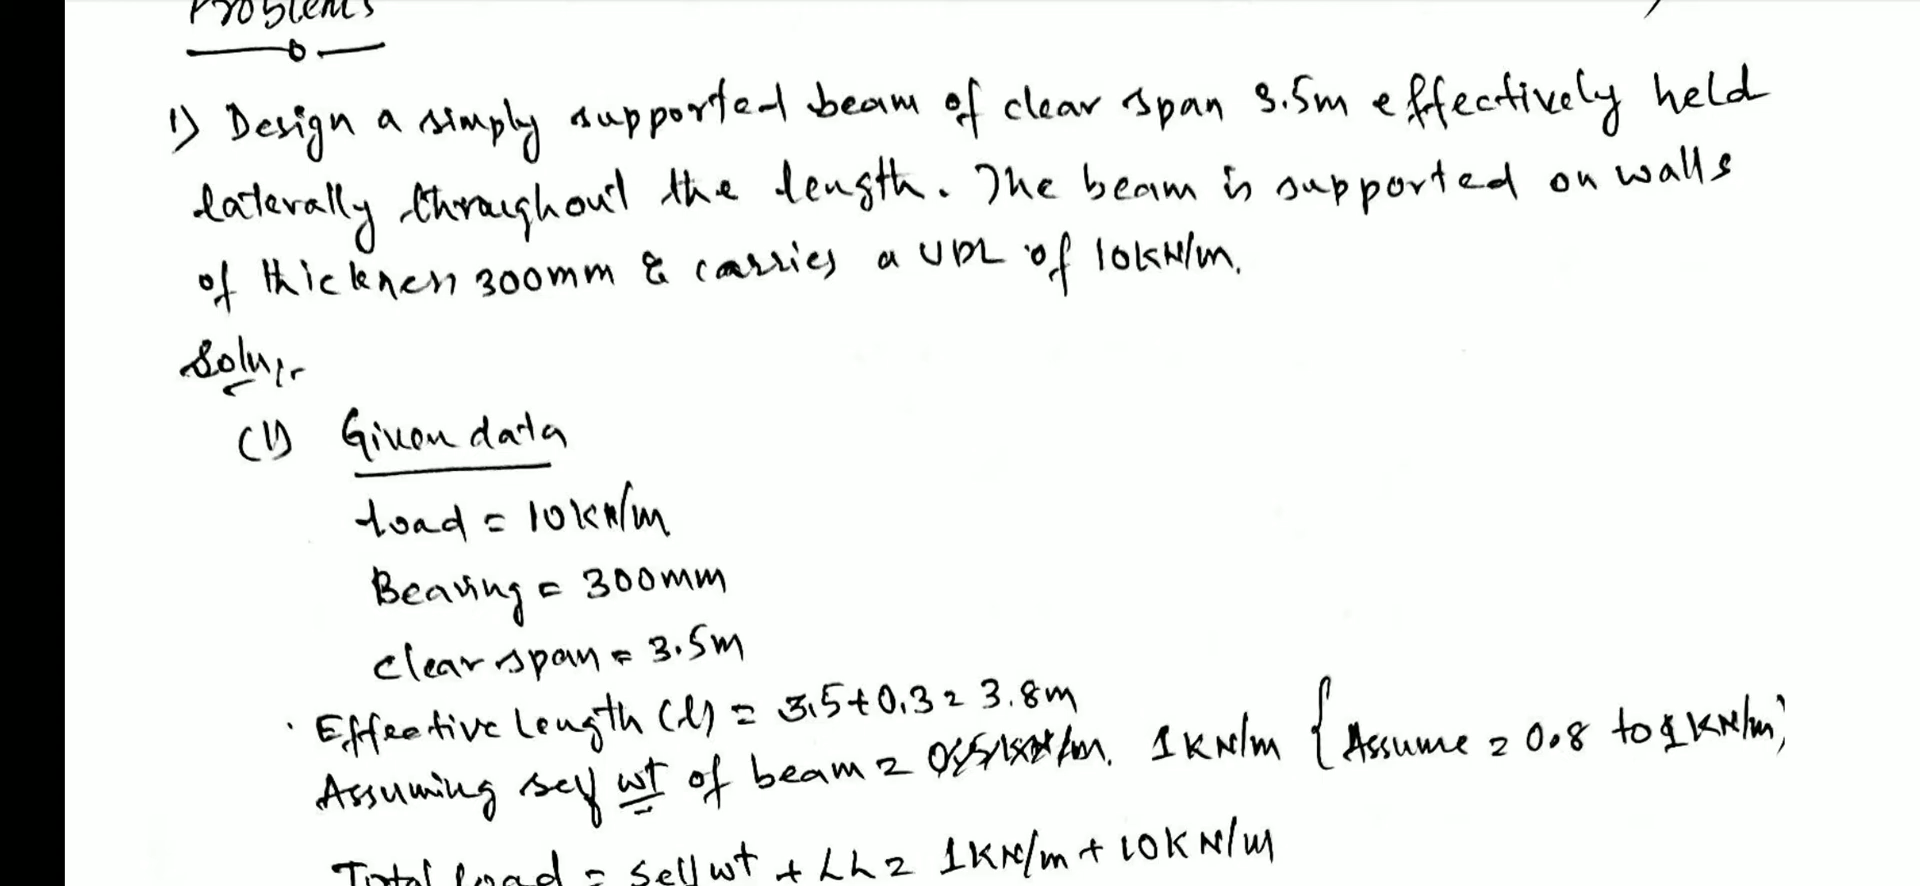 Problems
1) Design a simply supported beam of clear span 3.5m effectively held
laterally throughout the length. The beam is supported on walls
of thickness 300mm & carries a UDL of 10kN/m.
Soln:-
(1) Given data
load = 10kN/m
Bearing = 300mm
clear span = 3.5m
Effective length (l) = 3.5+0.3 = 3.8m
Assuming self wt of beam = 1kN/m {Assume = 0.8 to 1kN/m}
Total load = self wt + LL = 1KN/m + 10KN/m